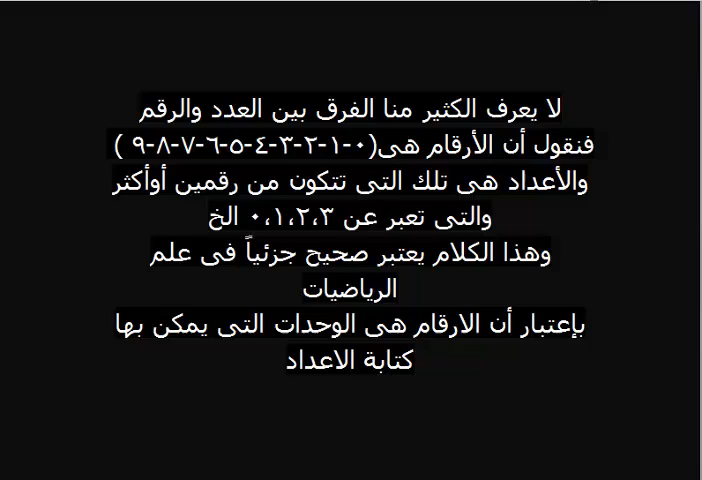 لا يعرف الكثير منا الفرق بين العدد والرقم
فنقول أن الأرقام هى(٠-١-٢-٣-٤-٥-٦-٧-٨-٩ )
والأعداد هى تلك التى تتكون من رقمين أوأكثر
والتى تعبر عن ٠،١،٢،٣ الخ
وهذا الكلام يعتبر صحيح جزئياً فى علم
الرياضيات
بإعتبار أن الارقام هى الوحدات التى يمكن بها
كتابة الاعداد